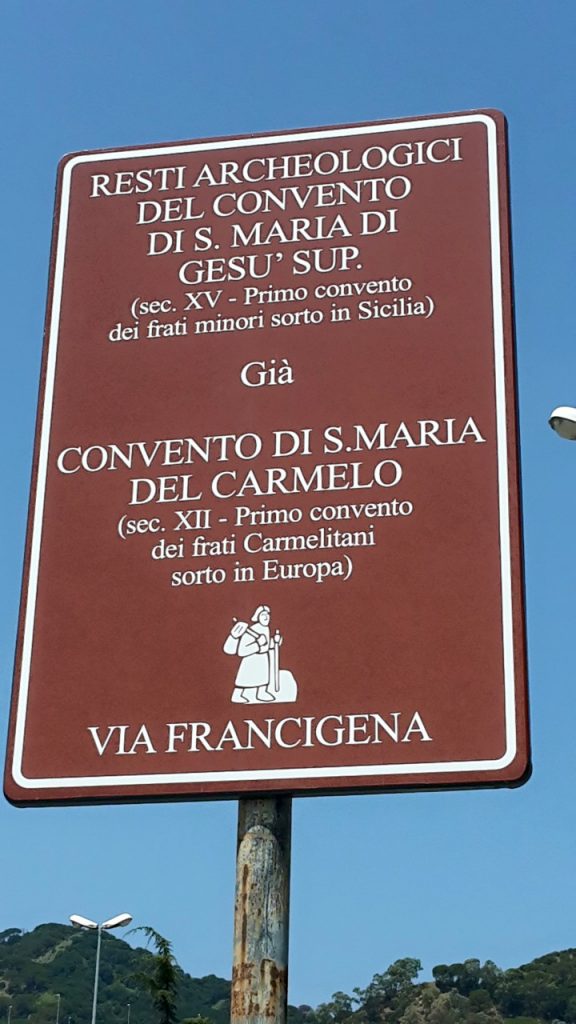 RESTI ARCHEOLOGICI
DEL CONVENTO
DI S. MARIA DI
GESU' SUP.
(sec. XV - Primo convento
dei frati minori sorto in Sicilia)
Già
CONVENTO DI S.MARIA
DEL CARMELO
(sec. XII - Primo convento
dei frati Carmelitani
sorto in Europa)
VIA FRANCIGENA